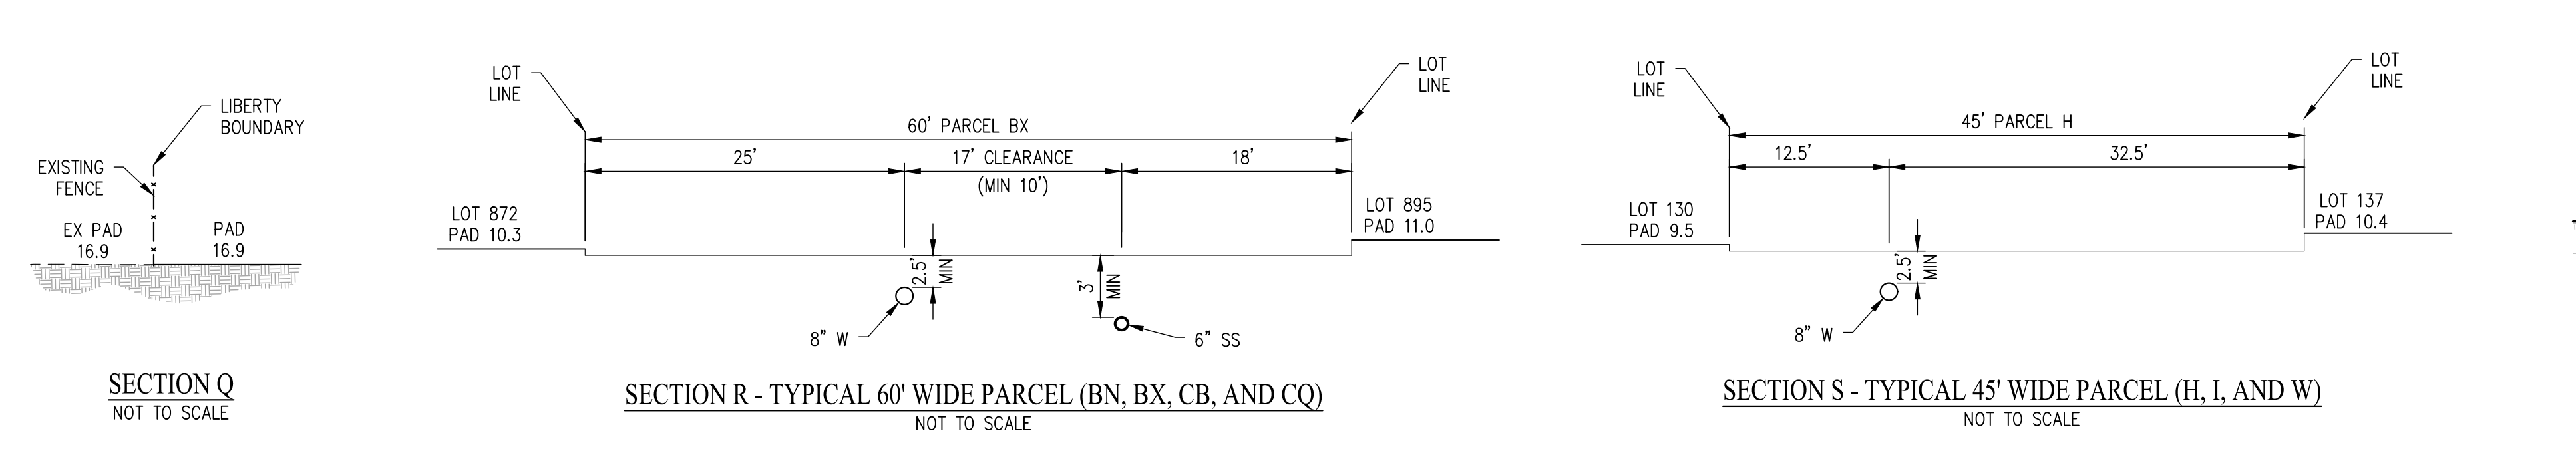 LIBERTY
BOUNDARY
EXISTING
FENCE
EX PAD
16.9
PAD
16.9
SECTION Q
NOT TO SCALE
LOT
LINE
LOT
LINE
60' PARCEL BX
25'
17' CLEARANCE
(MIN 10')
18'
LOT 872
PAD 10.3
LOT 895
PAD 11.0
2.5'
MIN
3'
MIN
8" W
6" SS
SECTION R - TYPICAL 60' WIDE PARCEL (BN, BX, CB, AND CQ)
NOT TO SCALE
LOT
LINE
LOT
LINE
45' PARCEL H
12.5'
32.5'
LOT 130
PAD 9.5
LOT 137
PAD 10.4
2.5'
MIN
8" W
SECTION S - TYPICAL 45' WIDE PARCEL (H, I, AND W)
NOT TO SCALE